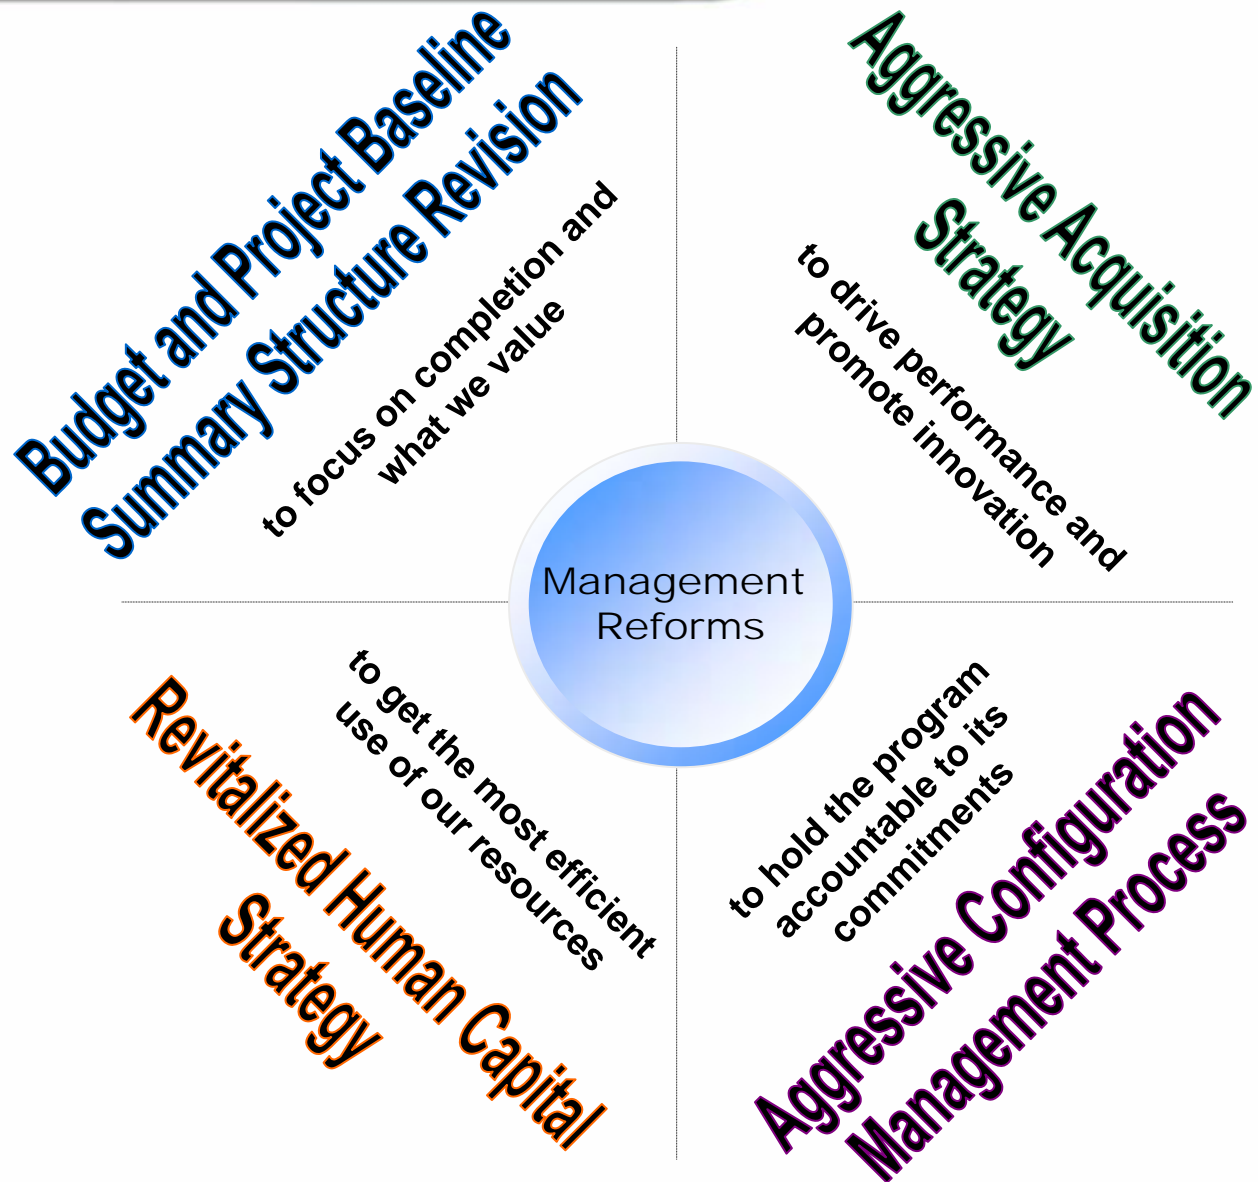 Budget and Project Baseline
Summary Structure Revision
to focus on completion and
what we value
Aggressive Acquisition
Strategy
to drive performance and
promote innovation
Management
Reforms
to get the most efficient
use of our resources
Revitalized Human Capital
Strategy
to hold the program
accountable to its
commitments
Aggressive Configuration
Management Process